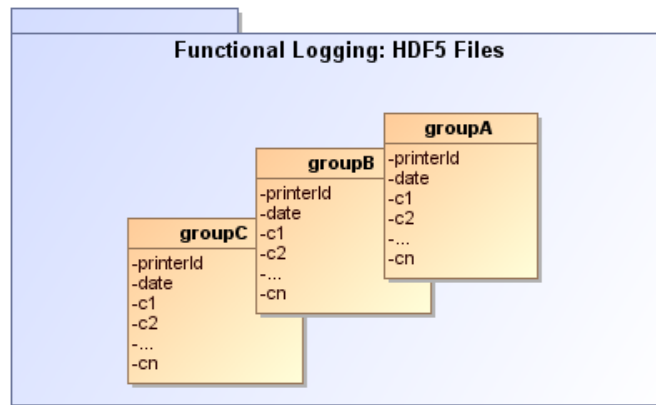 Functional Logging: HDF5 Files
groupA
-printerId
-date
-c1
-c2
-...
-cn
groupB
-printerId
-date
-c1
-c2
-...
-cn
groupC
-printerId
-date
-c1
-c2
-...
-cn